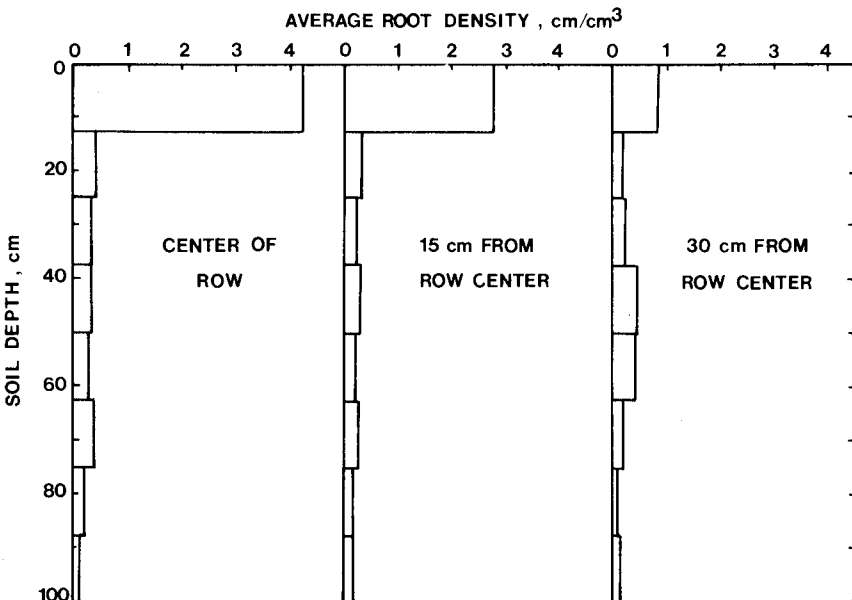 AVERAGE ROOT DENSITY , cm/cm³
0 1 2 3 4 0 1 2 3 4 0 1 2 3 4
0
20
40
60
80
100
SOIL DEPTH , cm
CENTER OF
ROW
15 cm FROM
ROW CENTER
30 cm FROM
ROW CENTER